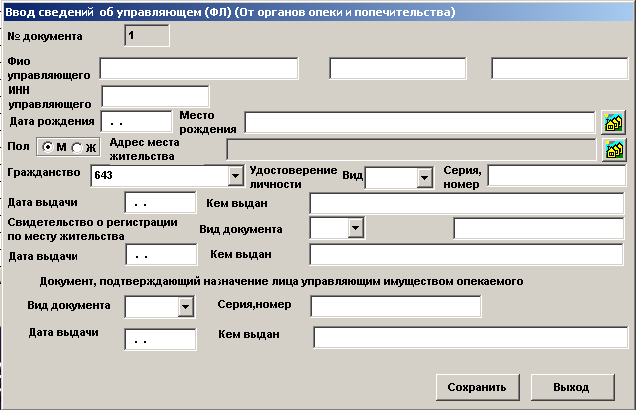 Ввод сведений об управляющем (ФЛ) (От органов опеки и попечительства)
№ документа 1
Фио
управляющего
ИНН
управляющего
Дата рождения . . Место
рождения
Пол М Ж Адрес места
жительства
Гражданство 643 Удостоверение
личности Вид Серия,
номер
Дата выдачи . . Кем выдан
Свидетельство о регистрации
по месту жительства Вид документа
Дата выдачи . . Кем выдан
Документ, подтверждающий назначение лица управляющим имуществом опекаемого
Вид документа Серия,номер
Дата выдачи . . Кем выдан
Сохранить Выход